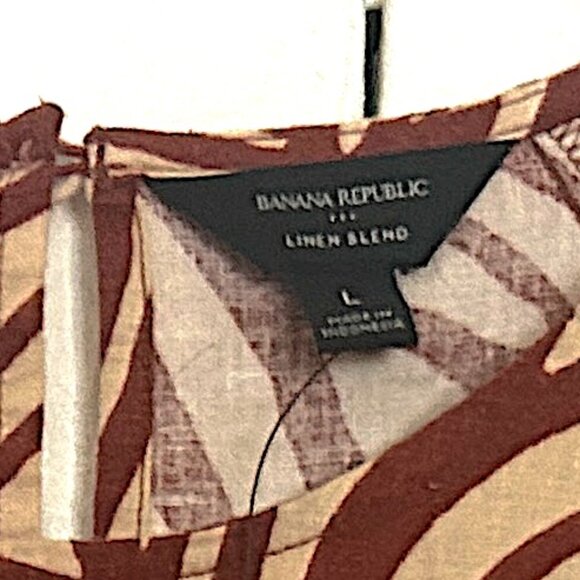 BANANA REPUBLIC
LINEN BLEND
L
MADE IN
INDONESIA